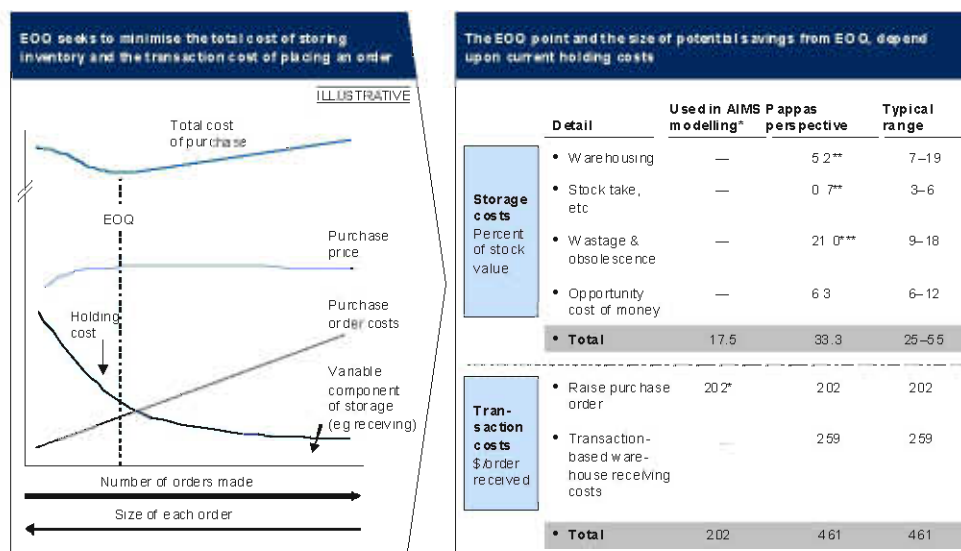 EOQ seeks to minimise the total cost of storing
inventory and the transaction cost of placing an order
ILLUSTRATIVE
Total cost
of purchase
EOQ
Purchase
price
Holding
cost
Purchase
order costs
Variable
component
of storage
(eg receiving)
Number of orders made
Size of each order
The EOQ point and the size of potential savings from EOQ, depend
upon current holding costs
Detail
Used in AIMS modelling*
Pappas perspective
Typical range
Storage costs
Percent of stock value
• Warehousing — 5 2** 7–19
• Stock take, — 0 7** 3–6
etc
• Wastage & — 21 0*** 9–18
obsolescence
• Opportunity — 6 3 6–12
cost of money
• Total 17.5 33.3 25–55
Tran-
saction
costs
$/order
received
• Raise purchase 202* 202 202
order
• Transaction- — 259 259
based ware-
house receiving
costs
• Total 202 461 461